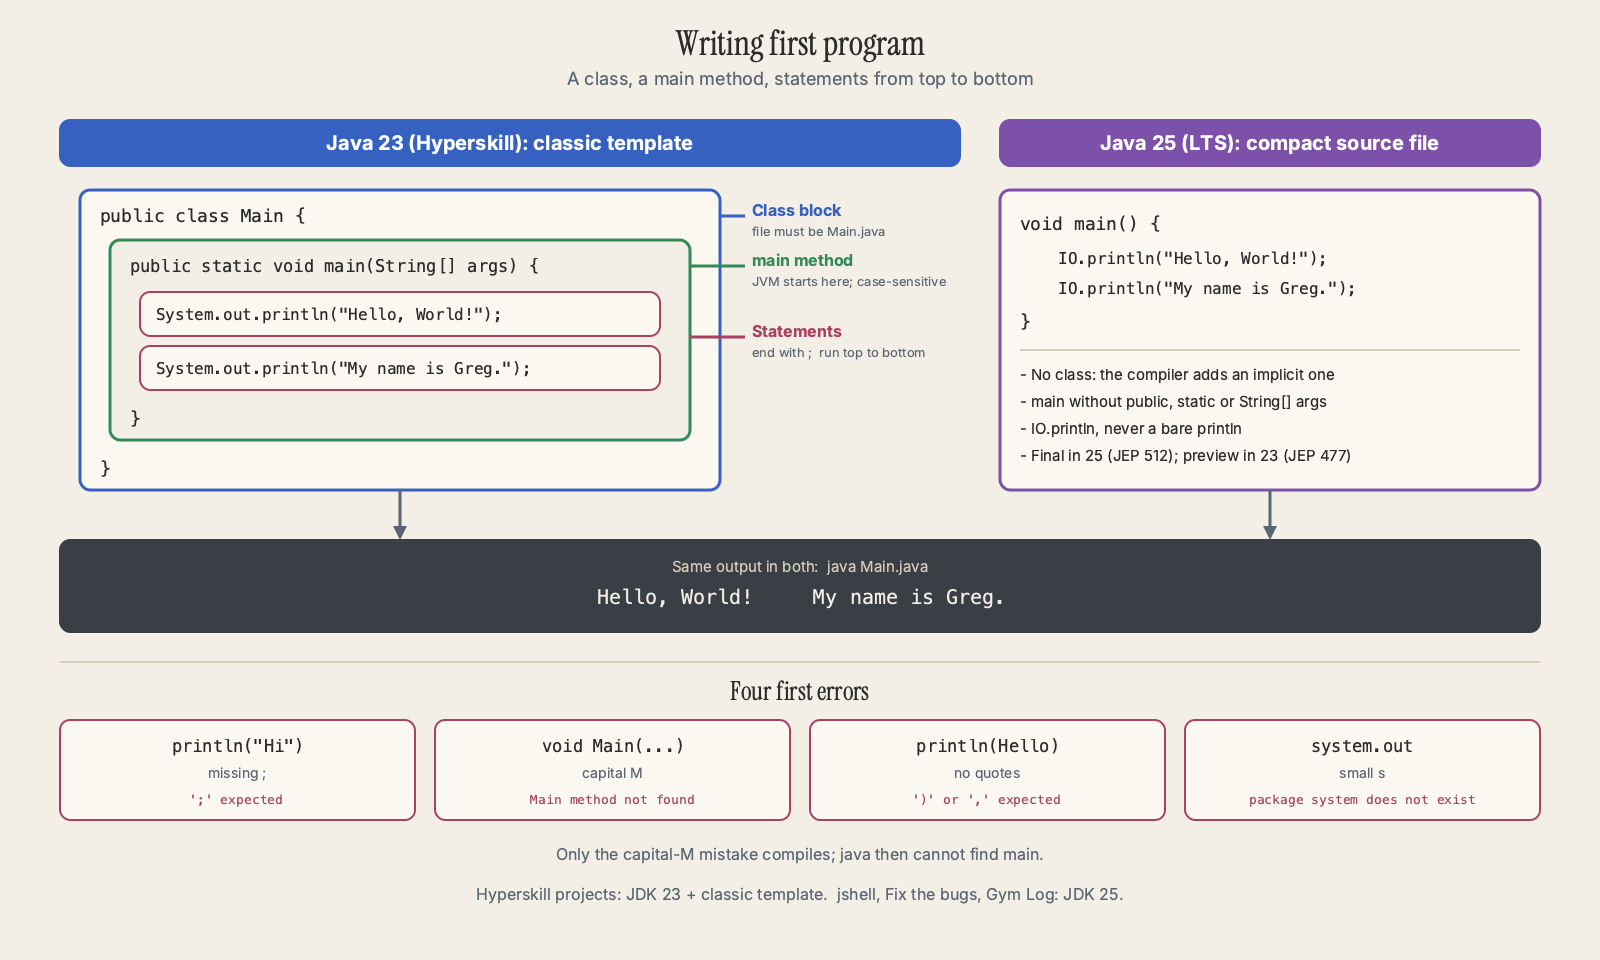 Writing first program
A class, a main method, statements from top to bottom
Java 23 (Hyperskill): classic template
public class Main {
public static void main(String[] args) {
System.out.println("Hello, World!");
System.out.println("My name is Greg.");
}
}
Class block
file must be Main.java
main method
JVM starts here; case-sensitive
Statements
end with ;  run top to bottom
Java 25 (LTS): compact source file
void main() {
IO.println("Hello, World!");
IO.println("My name is Greg.");
}
- No class: the compiler adds an implicit one
- main without public, static or String[] args
- IO.println, never a bare println
- Final in 25 (JEP 512); preview in 23 (JEP 477)
Same output in both:  java Main.java
Hello, World!     My name is Greg.
Four first errors
println("Hi")
missing ;
';' expected
void Main(...)
capital M
Main method not found
println(Hello)
no quotes
')' or ',' expected
system.out
small s
package system does not exist
Only the capital-M mistake compiles; java then cannot find main.
Hyperskill projects: JDK 23 + classic template.  jshell, Fix the bugs, Gym Log: JDK 25.